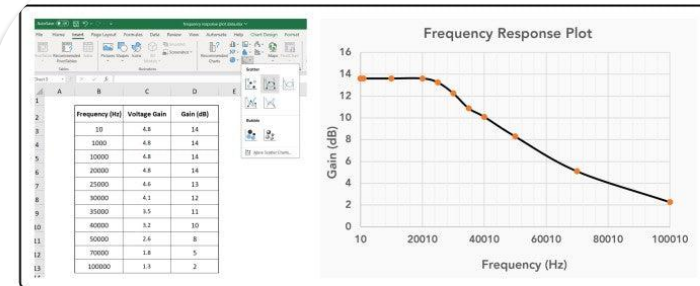 File Home Insert Page Layout Formulas Data Review View Automate Help Chart Design Format
Scatter
Bubble
Frequency (Hz) Voltage Gain Gain (dB)
10 4.8 14
1000 4.8 14
10000 4.8 14
20000 4.8 14
25000 4.6 13
30000 4.1 12
35000 3.5 11
40000 3.2 10
50000 2.6 8
70000 1.8 5
100000 1.3 2
Frequency Response Plot
16
14
12
10
8
6
4
2
0
Gain (dB)
10 20010 40010 60010 80010 100010
Frequency (Hz)